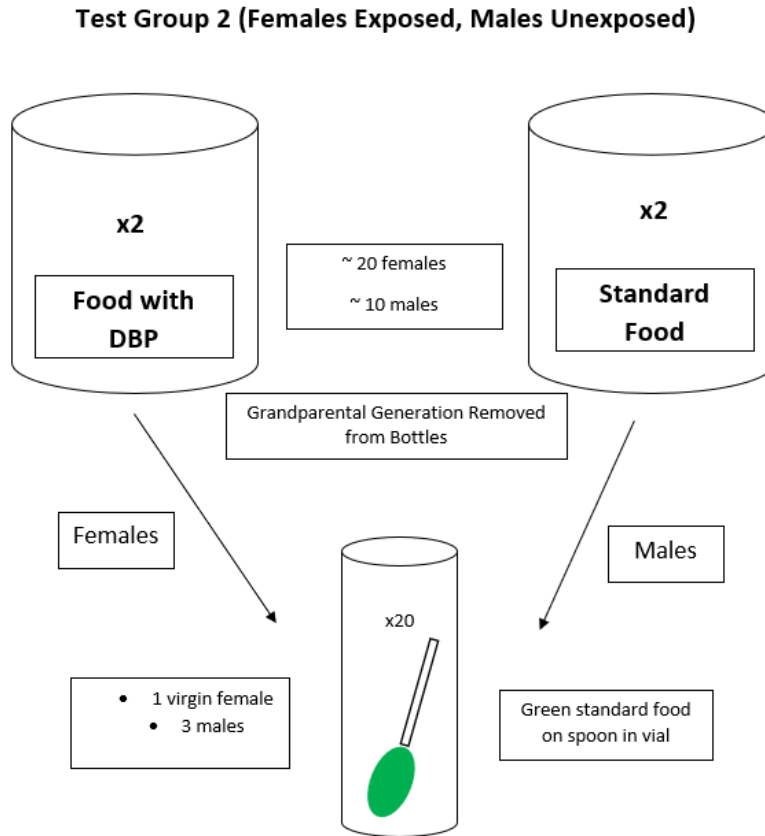 Test Group 2 (Females Exposed, Males Unexposed)
x2
Food with
DBP
~ 20 females
~ 10 males
x2
Standard
Food
Grandparental Generation Removed
from Bottles
Females
Males
x20
• 1 virgin female
• 3 males
Green standard food
on spoon in vial